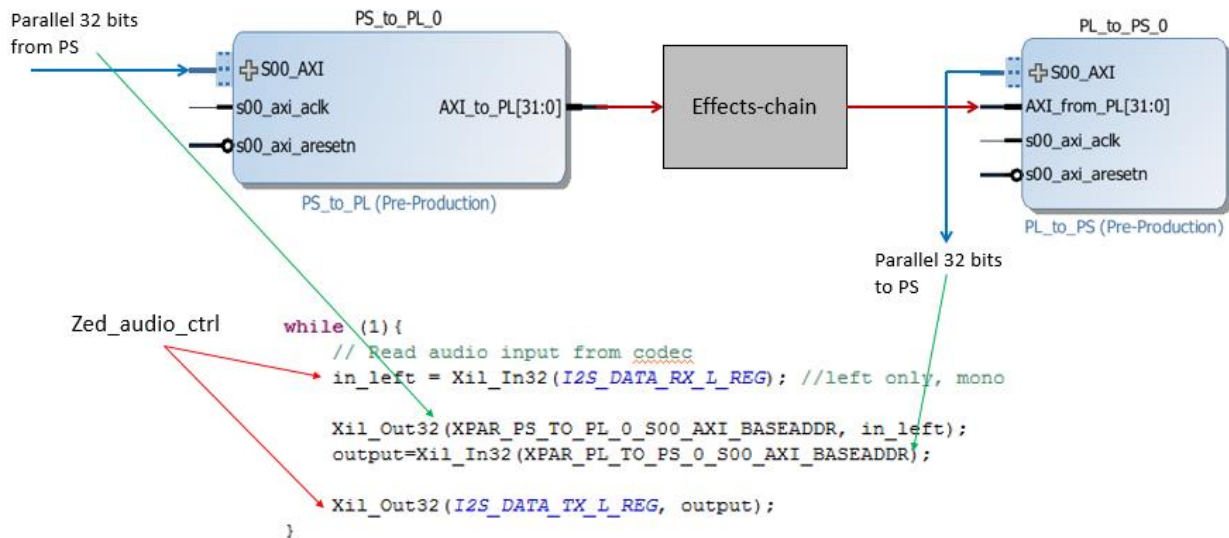 Parallel 32 bits
from PS
PS_to_PL_0
S00_AXI
s00_axi_aclk
s00_axi_aresetn
AXI_to_PL[31:0]
PS_to_PL (Pre-Production)
Effects-chain
PL_to_PS_0
S00_AXI
AXI_from_PL[31:0]
s00_axi_aclk
s00_axi_aresetn
PL_to_PS (Pre-Production)
Parallel 32 bits
to PS
Zed_audio_ctrl
while (1){
// Read audio input from codec
in_left = Xil_In32(I2S_DATA_RX_L_REG); //left only, mono
Xil_Out32(XPAR_PS_TO_PL_0_S00_AXI_BASEADDR, in_left);
output=Xil_In32(XPAR_PL_TO_PS_0_S00_AXI_BASEADDR);
Xil_Out32(I2S_DATA_TX_L_REG, output);
}